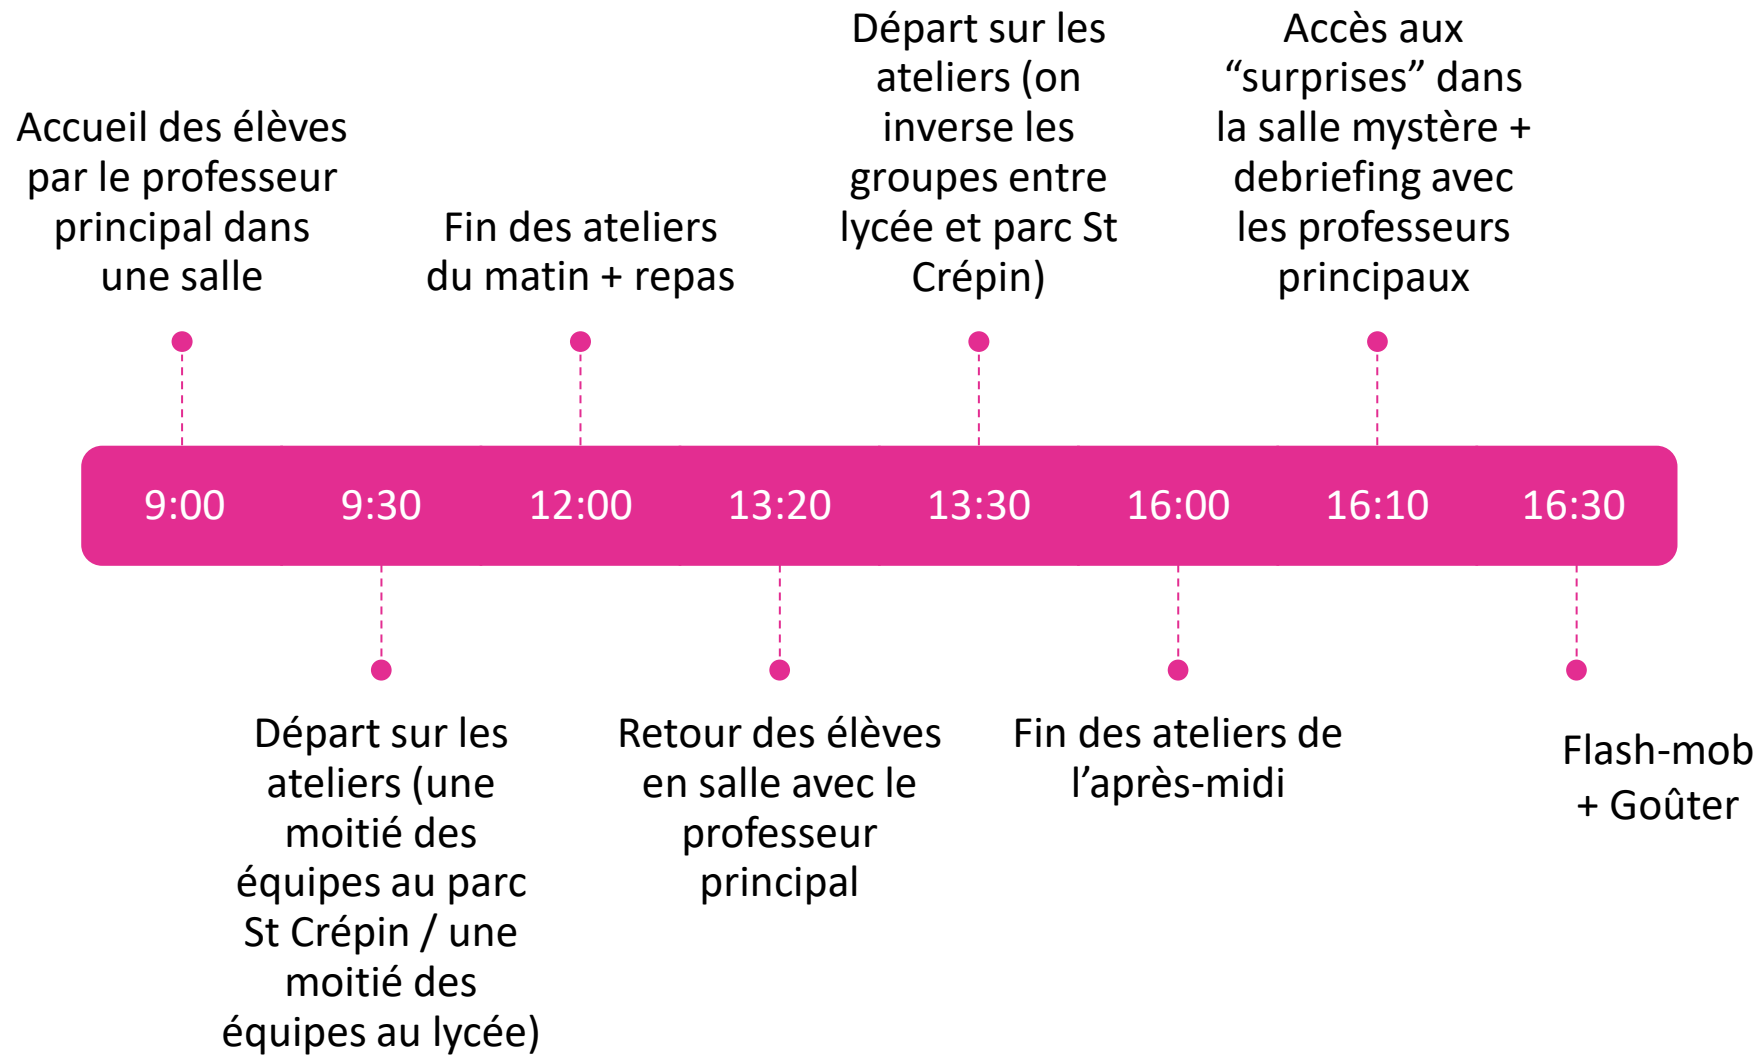 Accueil des élèves
par le professeur
principal dans
une salle
Fin des ateliers
du matin + repas
Départ sur les
ateliers (on
inverse les
groupes entre
lycée et parc St
Crépin)
Accès aux
“surprises” dans
la salle mystère +
debriefing avec
les professeurs
principaux
9:00 9:30 12:00 13:20 13:30 16:00 16:10 16:30
Départ sur les
ateliers (une
moitié des
équipes au parc
St Crépin / une
moitié des
équipes au lycée)
Retour des élèves
en salle avec le
professeur
principal
Fin des ateliers de
l’après-midi
Flash-mob
+ Goûter